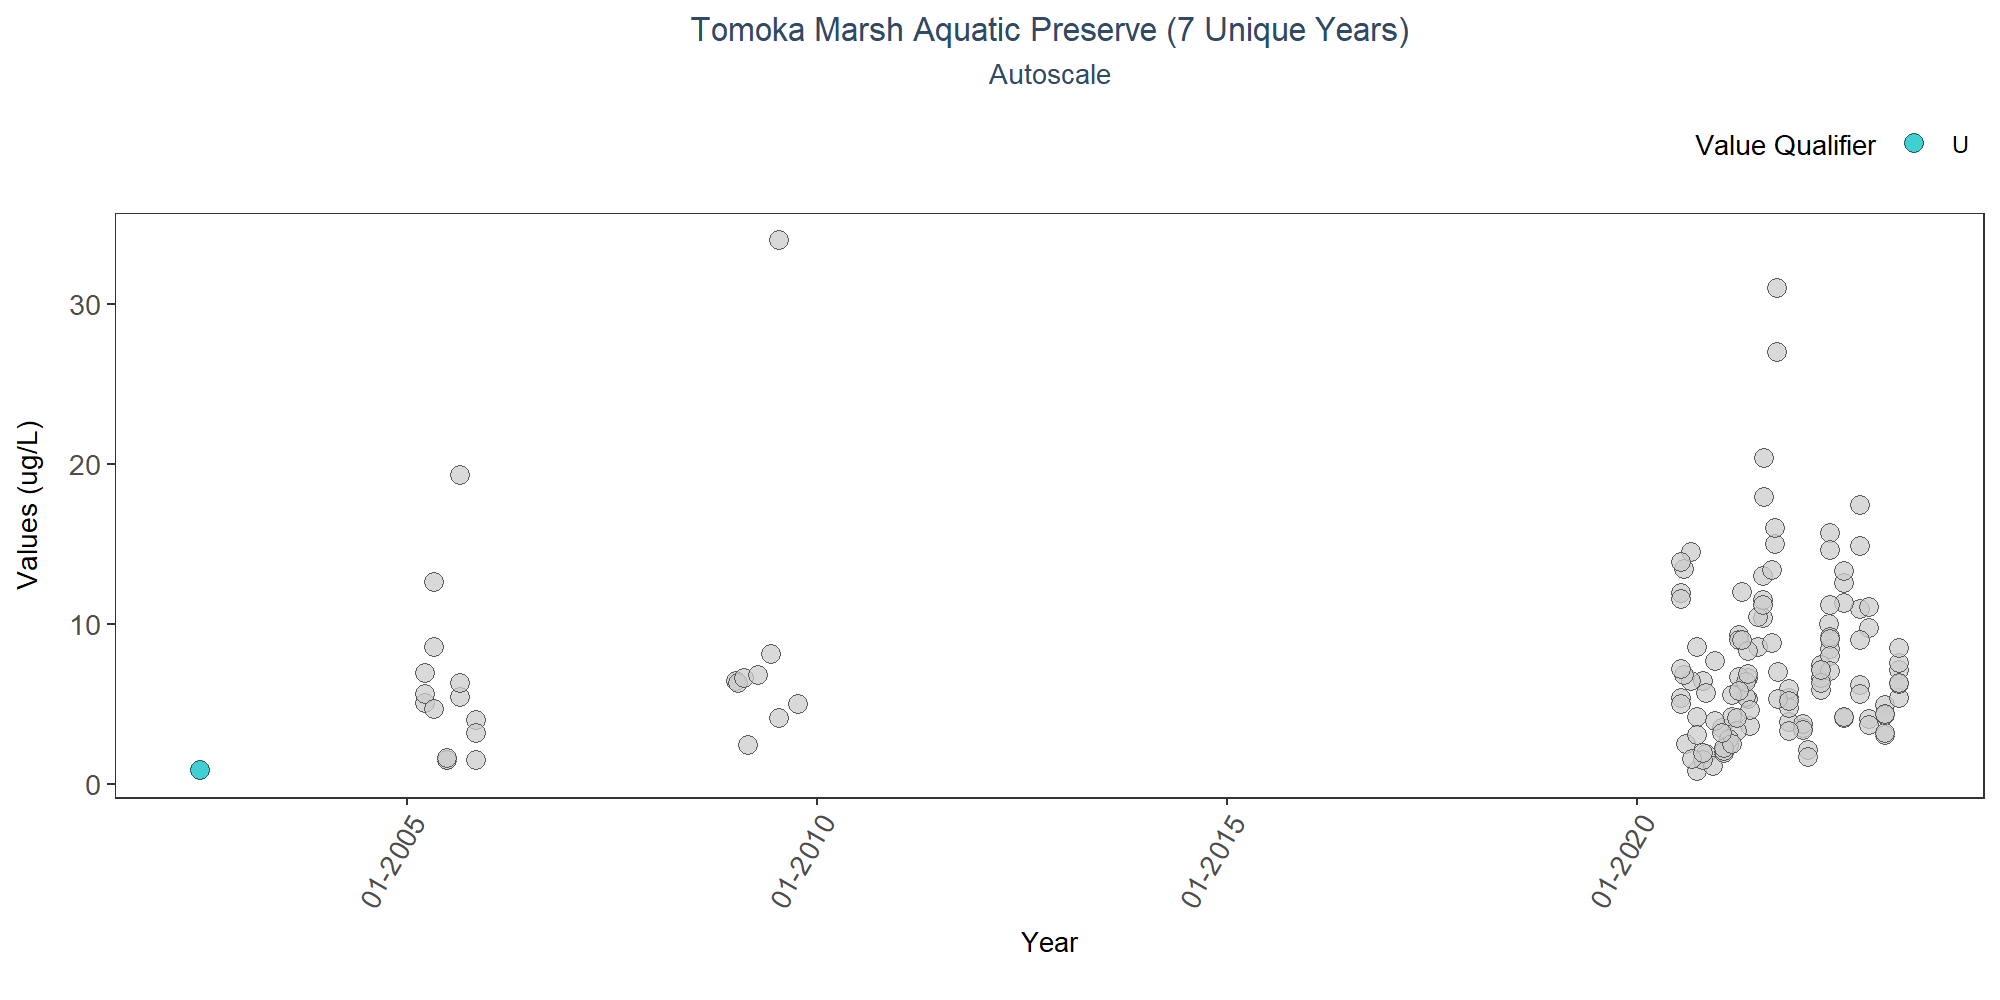 Tomoka Marsh Aquatic Preserve (7 Unique Years)
Autoscale
Value Qualifier U
Values (ug/L)
30
20
10
0
01-2005 01-2010 01-2015 01-2020
Year